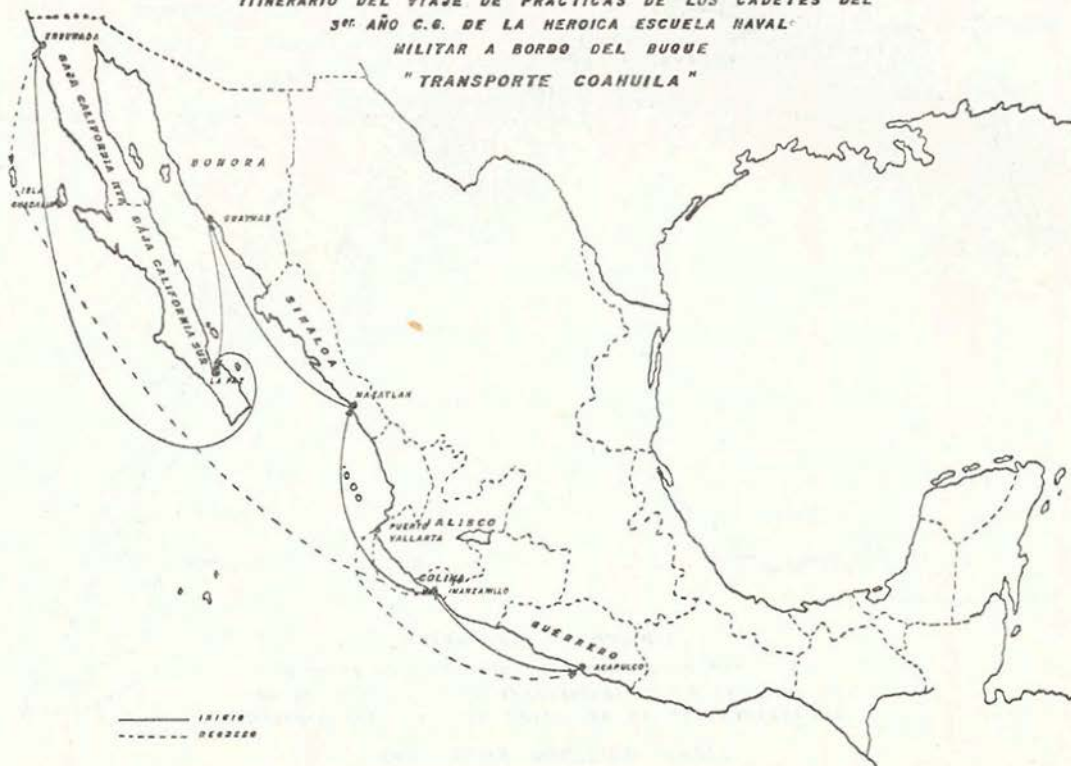 ITINERARIO DEL VIAJE DE PRACTICAS DE LOS CADETES DEL
3er. AÑO C.G. DE LA HEROICA ESCUELA NAVAL
MILITAR A BORDO DEL BUQUE
"TRANSPORTE COAHUILA"
ENSENADA
BAJA CALIFORNIA NTE
SONORA
ISLA
GUADALUPE
GUAYMAS
BAJA CALIFORNIA SUR
SINALOA
LA PAZ
MAZATLAN
JALISCO
PUERTO
VALLARTA
COLIMA
MANZANILLO
GUERRERO
ACAPULCO
INICIO
REGRESO